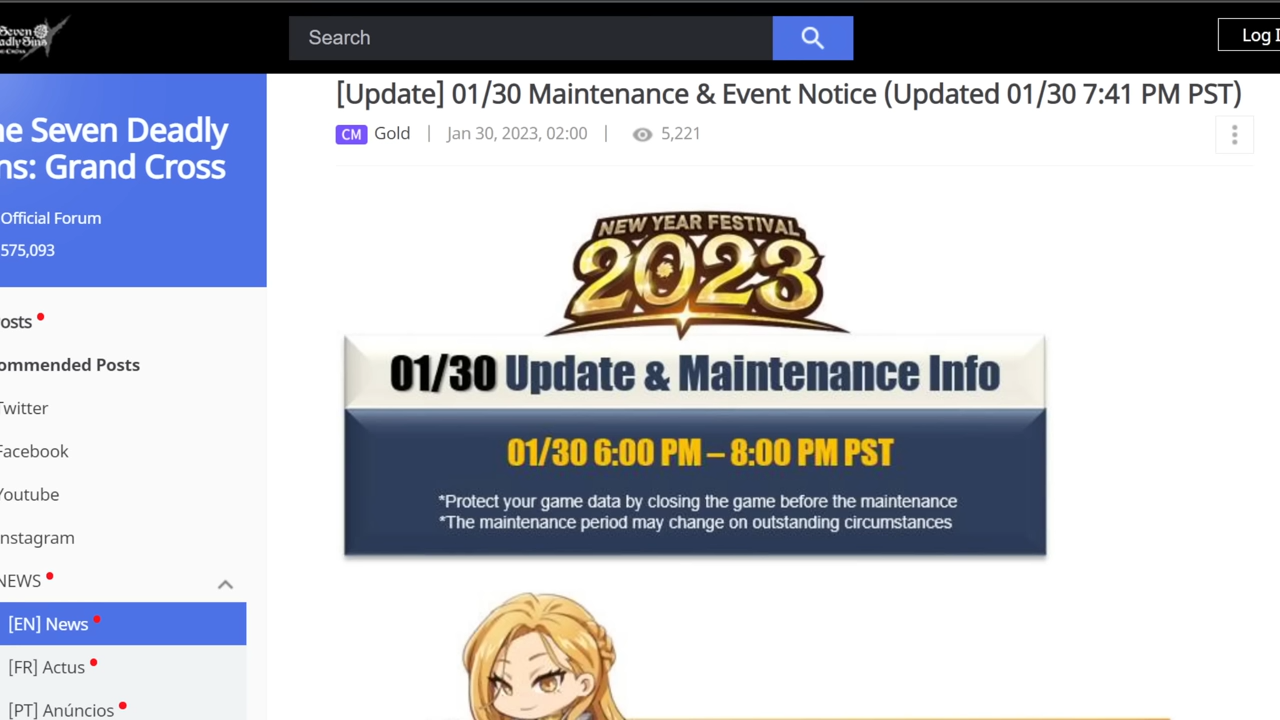 Seven
Search
Log I
[Update] 01/30 Maintenance & Event Notice (Updated 01/30 7:41 PM PST)
CM Gold | Jan 30, 2023, 02:00 | 5,221
e Seven Deadly
ns: Grand Cross
Official Forum
575,093
osts
ommended Posts
Twitter
Facebook
Youtube
nstagram
NEWS
[EN] News
[FR] Actus
[PT] Anúncios
NEW YEAR FESTIVAL
2023
01/30 Update & Maintenance Info
01/30 6:00 PM – 8:00 PM PST
*Protect your game data by closing the game before the maintenance
*The maintenance period may change on outstanding circumstances